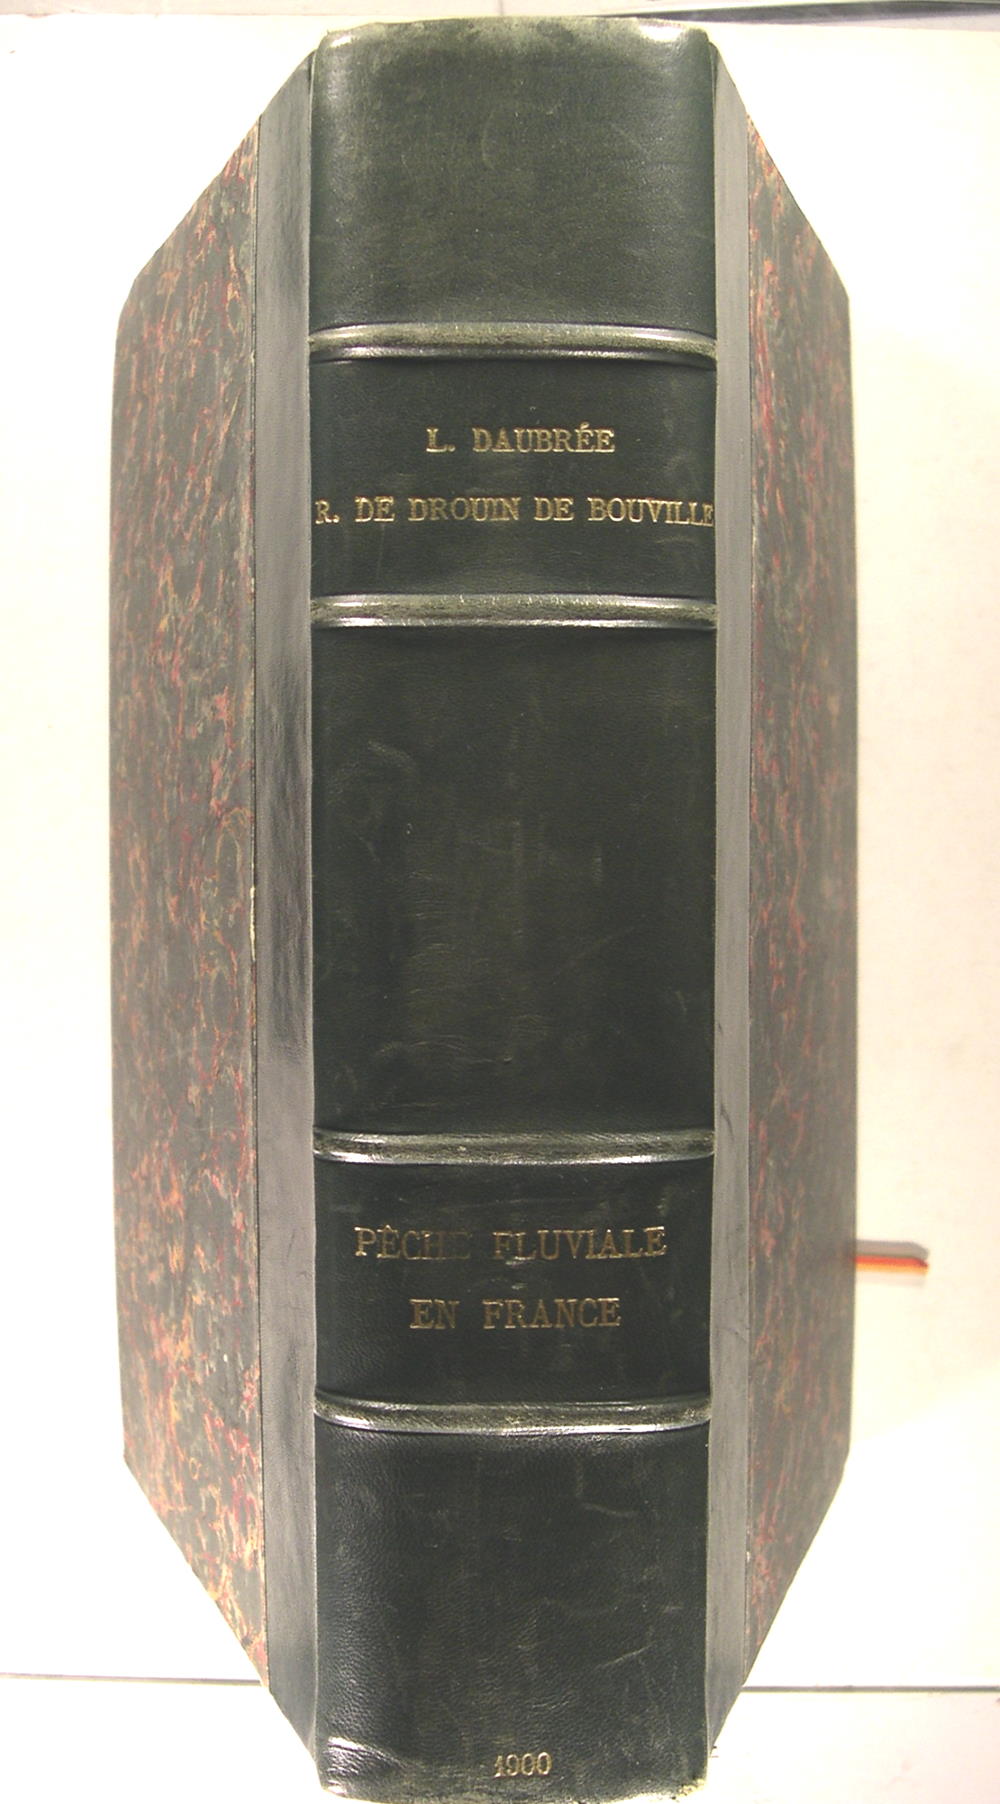 L. DAUBRÉE
R. DE DROUIN DE BOUVILLE
PÊCHE FLUVIALE
EN FRANCE
1900